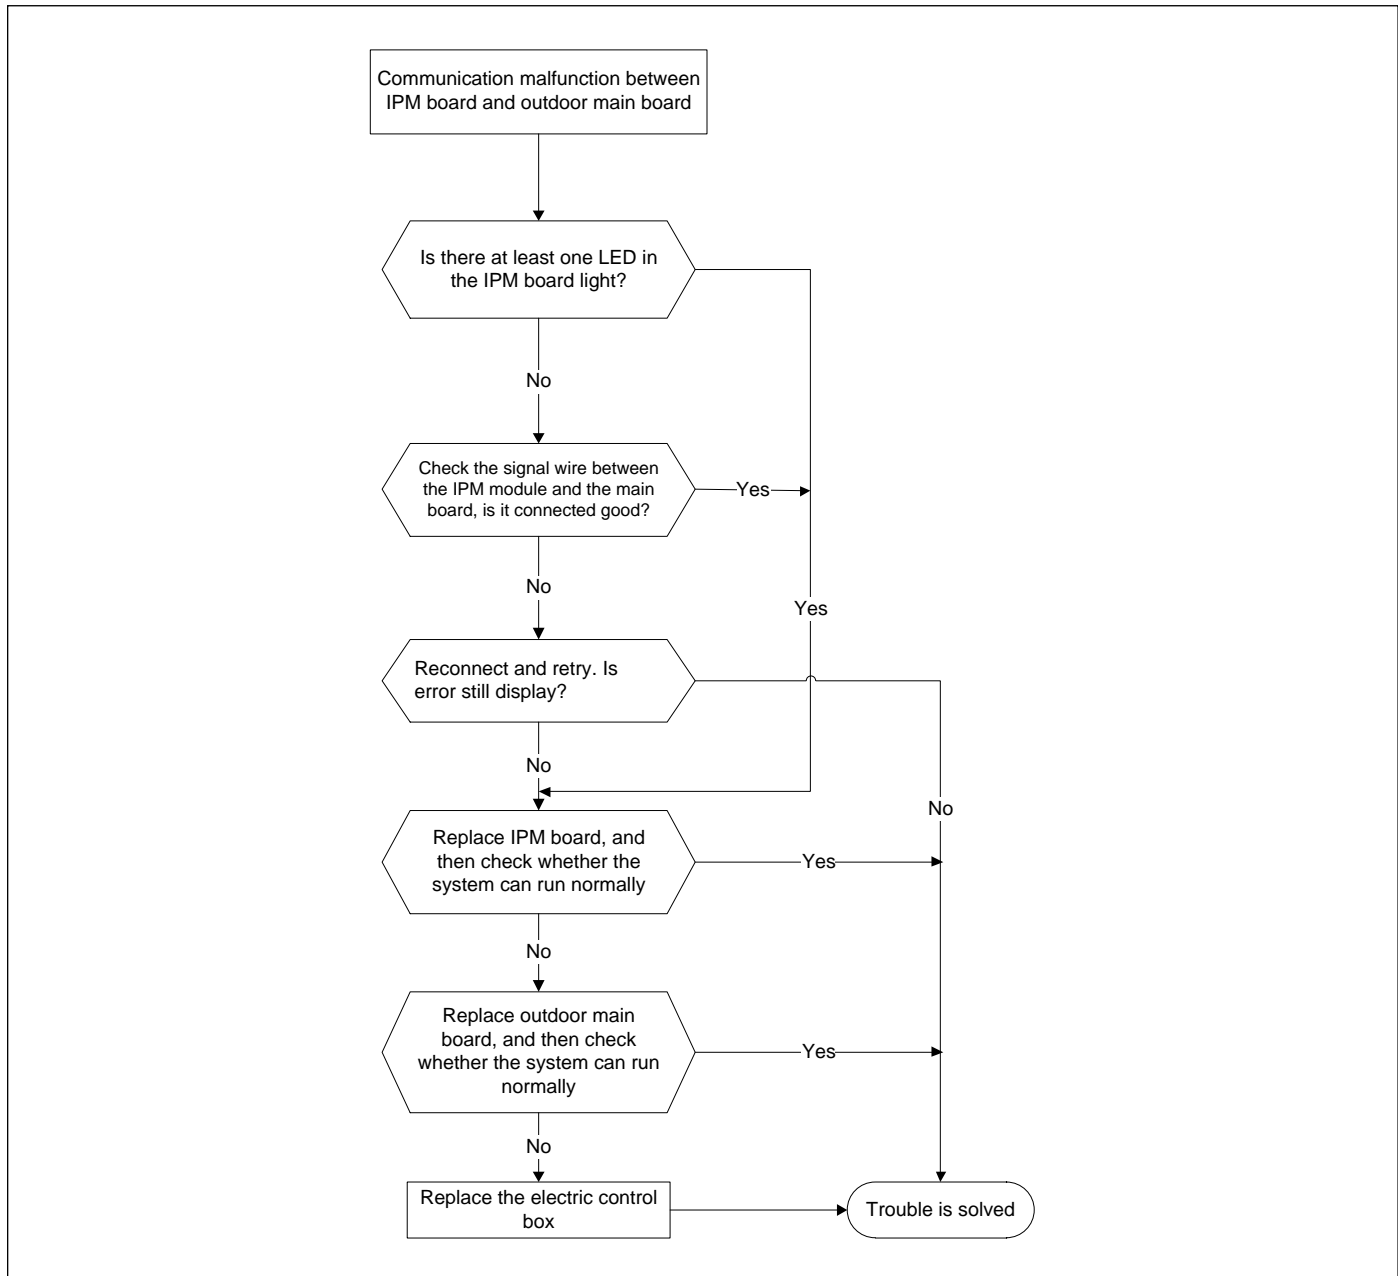 Communication malfunction between
IPM board and outdoor main board
Is there at least one LED in
the IPM board light?
No
Check the signal wire between
the IPM module and the main
board, is it connected good?
Yes
No
Yes
Reconnect and retry. Is
error still display?
No
No
Replace IPM board, and
then check whether the
system can run normally
Yes
No
Replace outdoor main
board, and then check
whether the system can run
normally
Yes
No
Replace the electric control
box
Trouble is solved